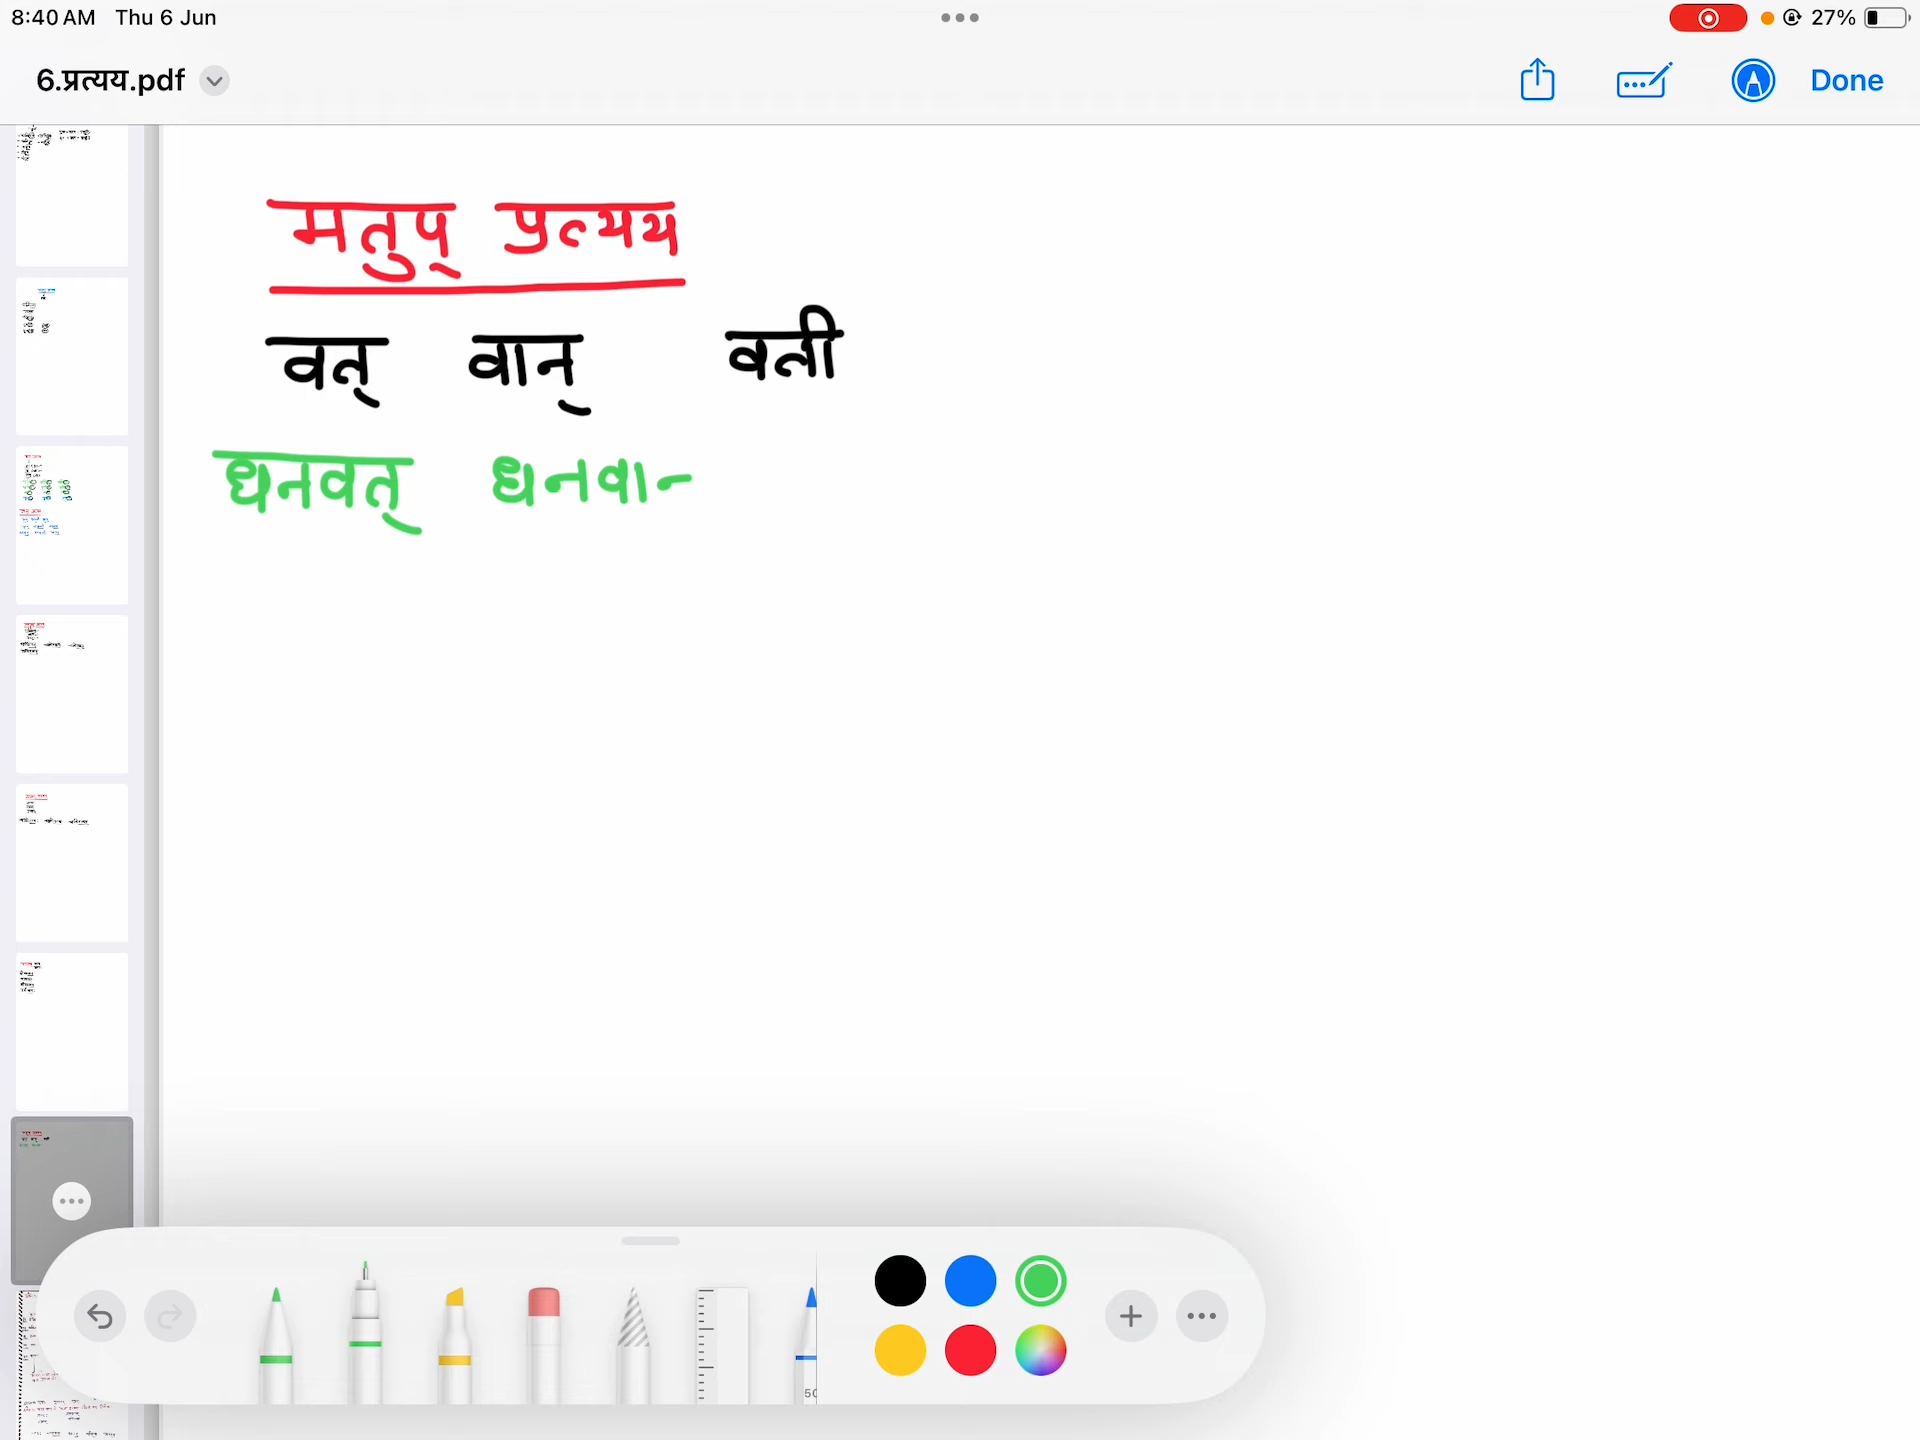 8:40 AM Thu 6 Jun 27%
6.प्रत्यय.pdf Done
मतुप् प्रत्यय
वत् वान् वती
धनवत् धनवान
50